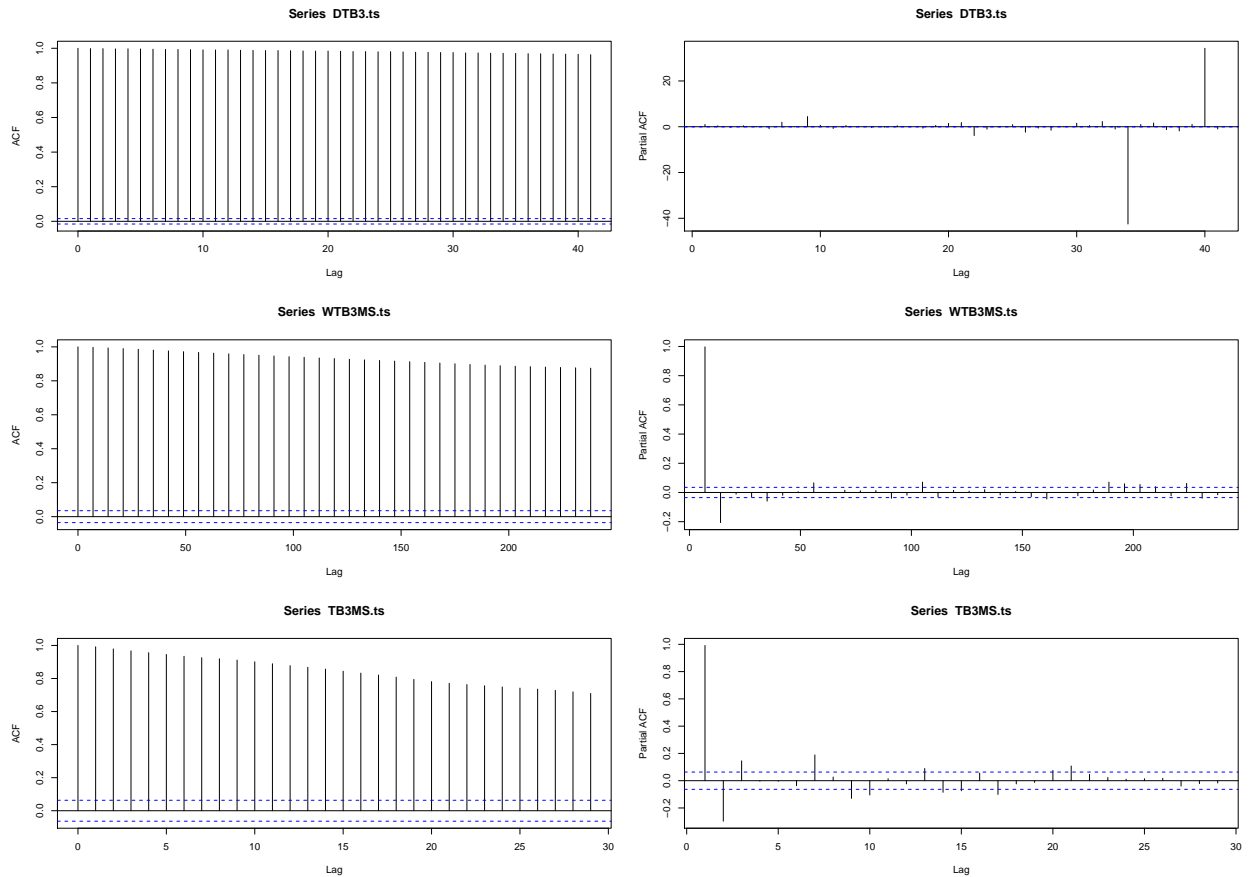 Series DTB3.ts
ACF
0.0 0.2 0.4 0.6 0.8 1.0
0 10 20 30 40
Lag
Series DTB3.ts
Partial ACF
−40 −20 0 20
0 10 20 30 40
Lag
Series WTB3MS.ts
ACF
0.0 0.2 0.4 0.6 0.8 1.0
0 50 100 150 200
Lag
Series WTB3MS.ts
Partial ACF
−0.2 0.0 0.2 0.4 0.6 0.8 1.0
0 50 100 150 200
Lag
Series TB3MS.ts
ACF
0.0 0.2 0.4 0.6 0.8 1.0
0 5 10 15 20 25 30
Lag
Series TB3MS.ts
Partial ACF
−0.2 0.0 0.2 0.4 0.6 0.8 1.0
0 5 10 15 20 25 30
Lag